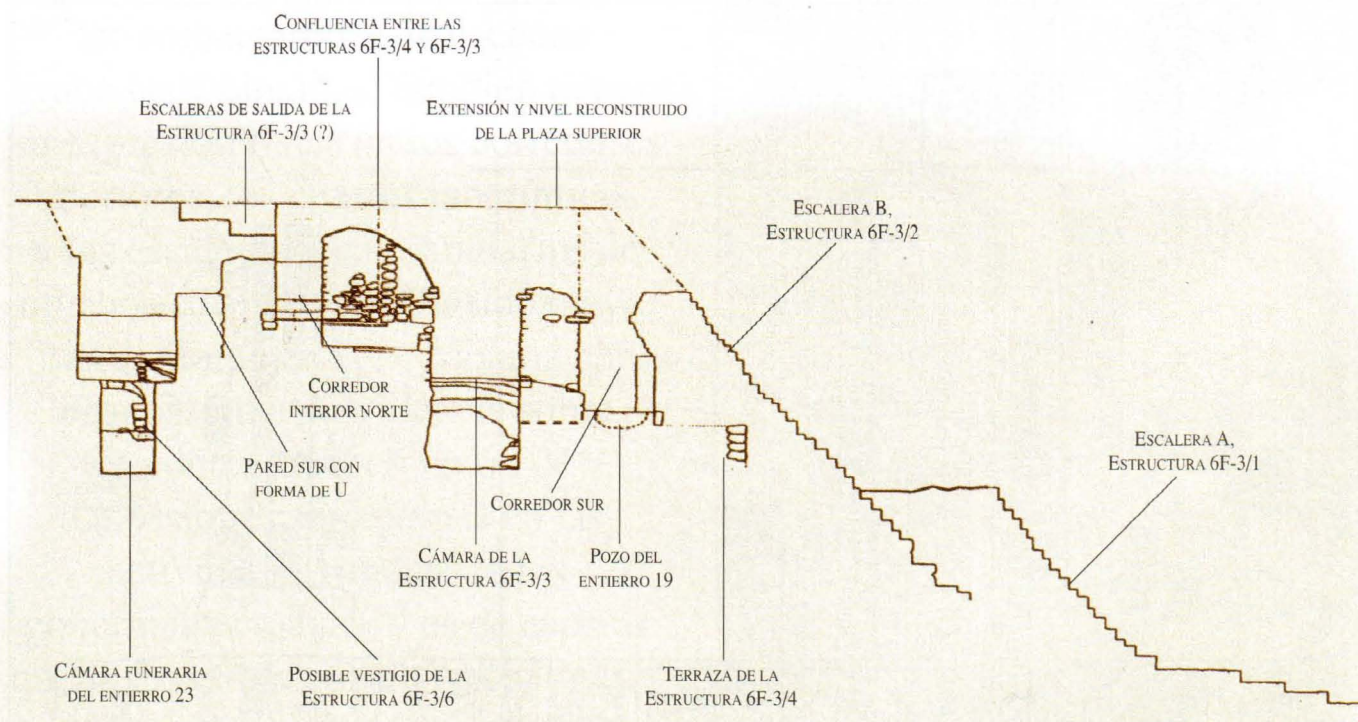 CONFLUENCIA ENTRE LAS
ESTRUCTURAS 6F-3/4 Y 6F-3/3
ESCALERAS DE SALIDA DE LA
ESTRUCTURA 6F-3/3 (?)
EXTENSIÓN Y NIVEL RECONSTRUIDO
DE LA PLAZA SUPERIOR
ESCALERA B,
ESTRUCTURA 6F-3/2
CORREDOR
INTERIOR NORTE
PARED SUR CON
FORMA DE U
ESCALERA A,
ESTRUCTURA 6F-3/1
CORREDOR SUR
CÁMARA DE LA
ESTRUCTURA 6F-3/3
POZO DEL
ENTIERRO 19
CÁMARA FUNERARIA
DEL ENTIERRO 23
POSIBLE VESTIGIO DE LA
ESTRUCTURA 6F-3/6
TERRAZA DE LA
ESTRUCTURA 6F-3/4